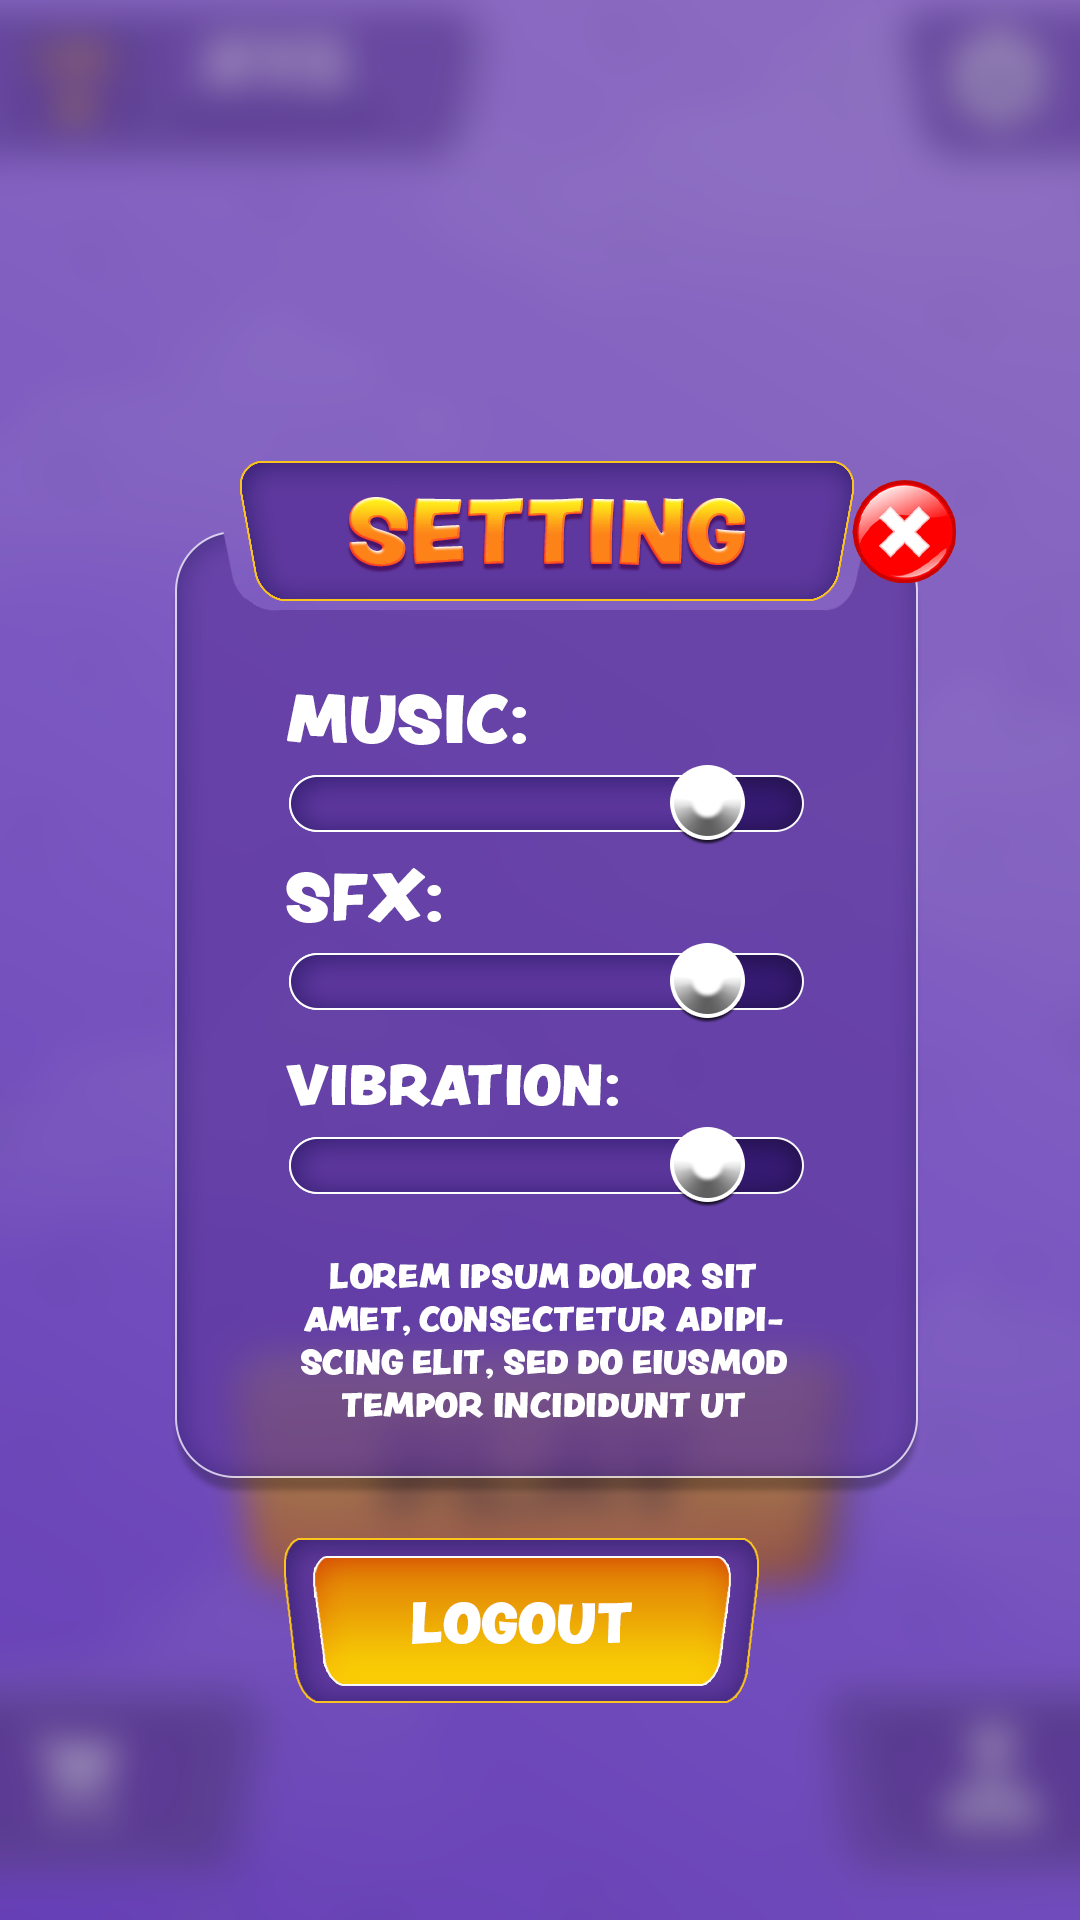 SETTING
MUSIC:
SFX:
VIBRATION:
LOREM IPSUM DOLOR SIT
AMET, CONSECTETUR ADIPI-
SCING ELIT, SED DO EIUSMOD
TEMPOR INCIDIDUNT UT
LOGOUT